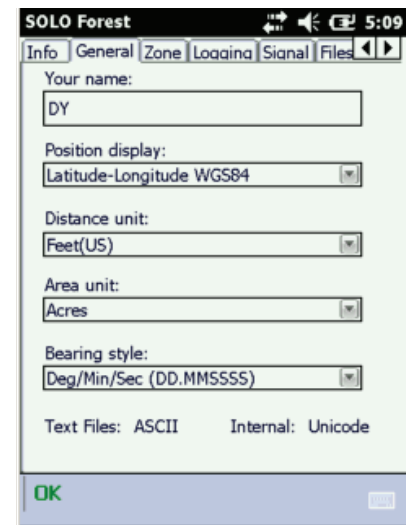 SOLO Forest 5:09
Info General Zone Logging Signal Files
Your name:
DY
Position display:
Latitude-Longitude WGS84
Distance unit:
Feet(US)
Area unit:
Acres
Bearing style:
Deg/Min/Sec (DD.MMSSSS)
Text Files: ASCII Internal: Unicode
OK